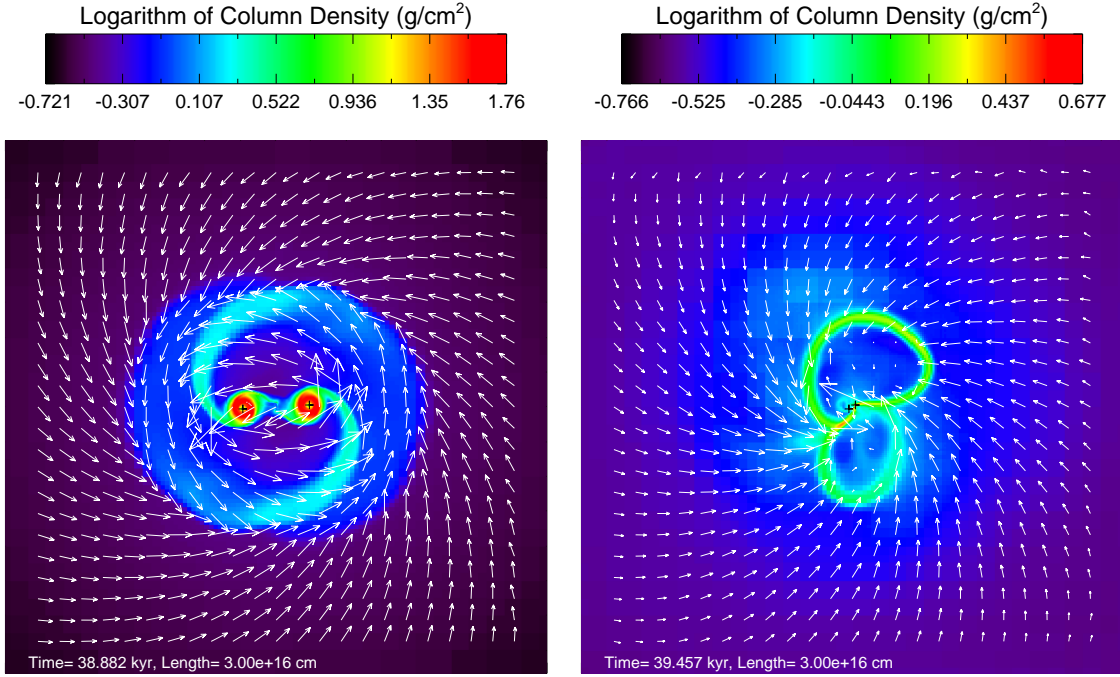 Logarithm of Column Density (g/cm²)
-0.721 -0.307 0.107 0.522 0.936 1.35 1.76
Time= 38.882 kyr, Length= 3.00e+16 cm
Logarithm of Column Density (g/cm²)
-0.766 -0.525 -0.285 -0.0443 0.196 0.437 0.677
Time= 39.457 kyr, Length= 3.00e+16 cm